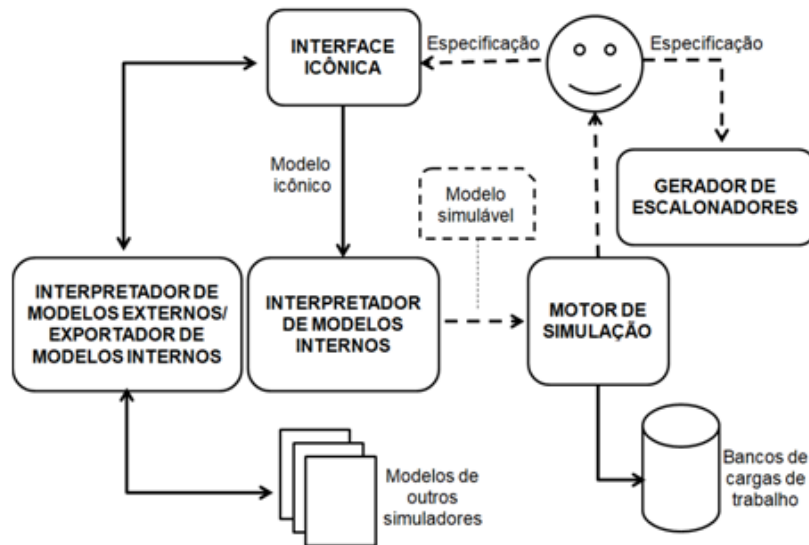 INTERFACE
ICÔNICA
Especificação
Especificação
Modelo
icônico
Modelo
simulável
GERADOR DE
ESCALONADORES
INTERPRETADOR DE
MODELOS EXTERNOS/
EXPORTADOR DE
MODELOS INTERNOS
INTERPRETADOR
DE MODELOS
INTERNOS
MOTOR DE
SIMULAÇÃO
Modelos de
outros
simuladores
Bancos de
cargas de
trabalho